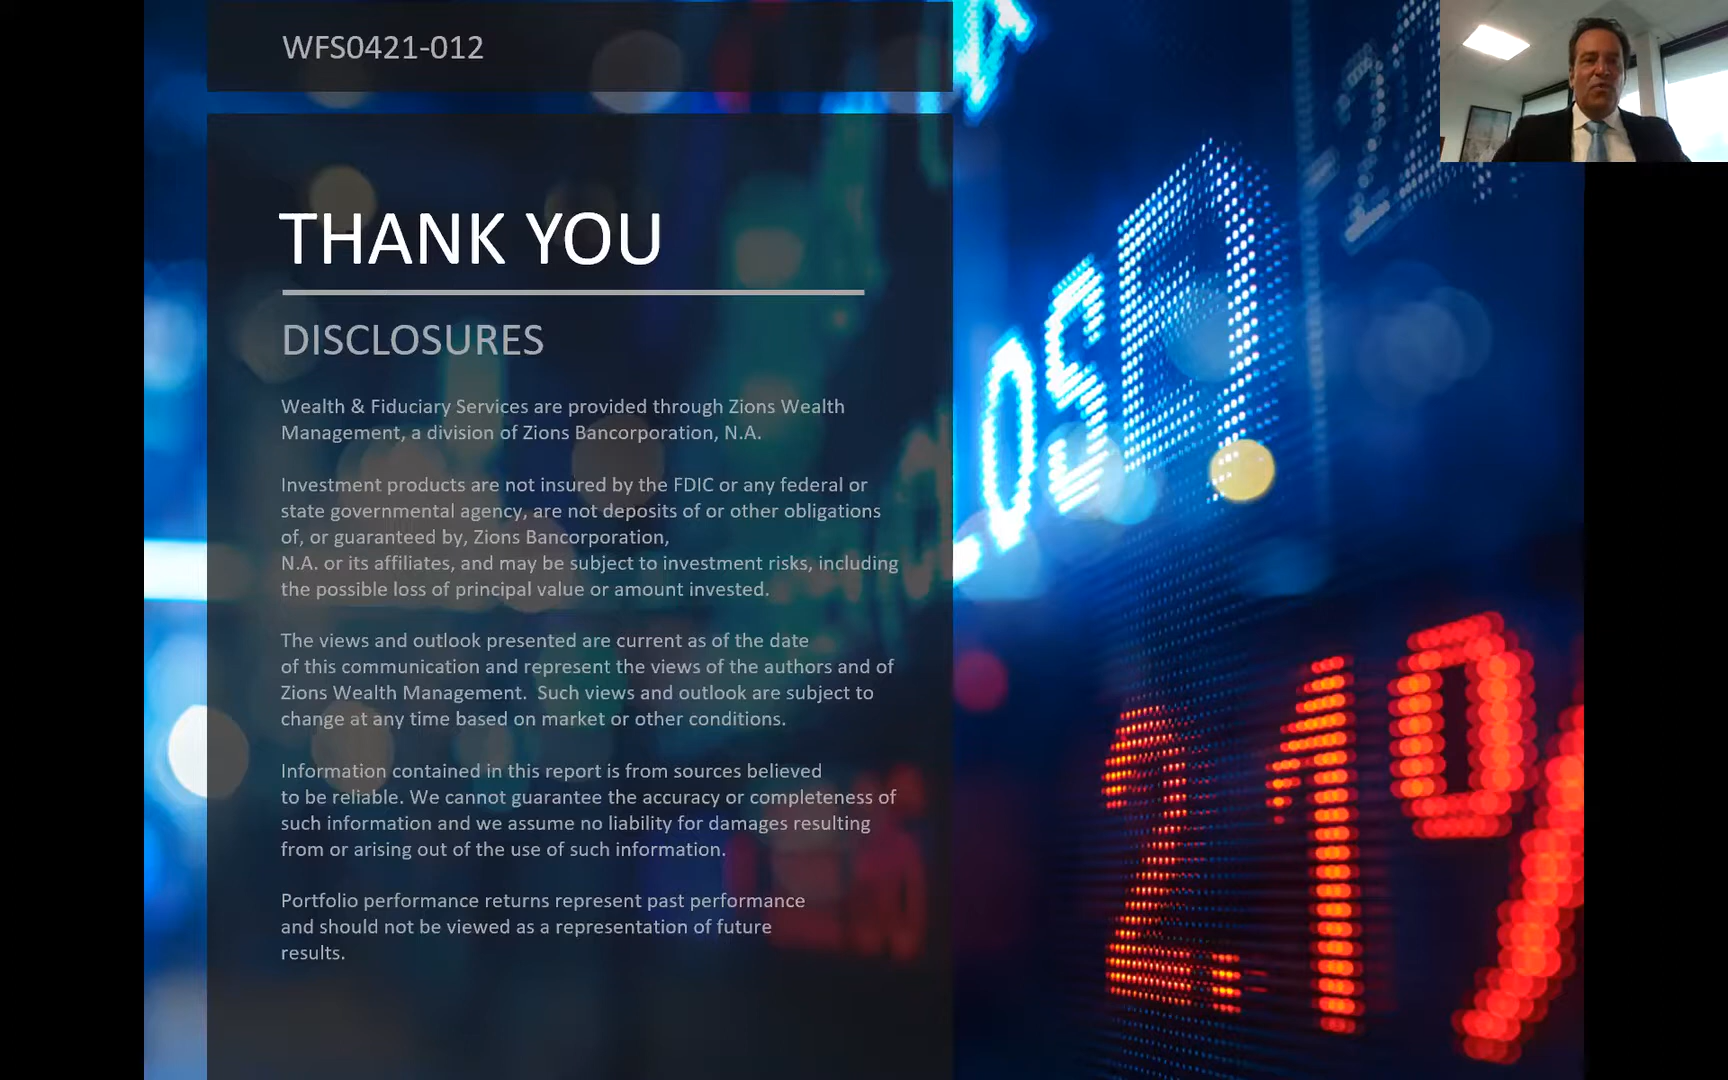 WFS0421-012
THANK YOU
DISCLOSURES
Wealth & Fiduciary Services are provided through Zions Wealth
Management, a division of Zions Bancorporation, N.A.
Investment products are not insured by the FDIC or any federal or
state governmental agency, are not deposits of or other obligations
of, or guaranteed by, Zions Bancorporation,
N.A. or its affiliates, and may be subject to investment risks, including
the possible loss of principal value or amount invested.
The views and outlook presented are current as of the date
of this communication and represent the views of the authors and of
Zions Wealth Management.  Such views and outlook are subject to
change at any time based on market or other conditions.
Information contained in this report is from sources believed
to be reliable. We cannot guarantee the accuracy or completeness of
such information and we assume no liability for damages resulting
from or arising out of the use of such information.
Portfolio performance returns represent past performance
and should not be viewed as a representation of future
results.
2.19%